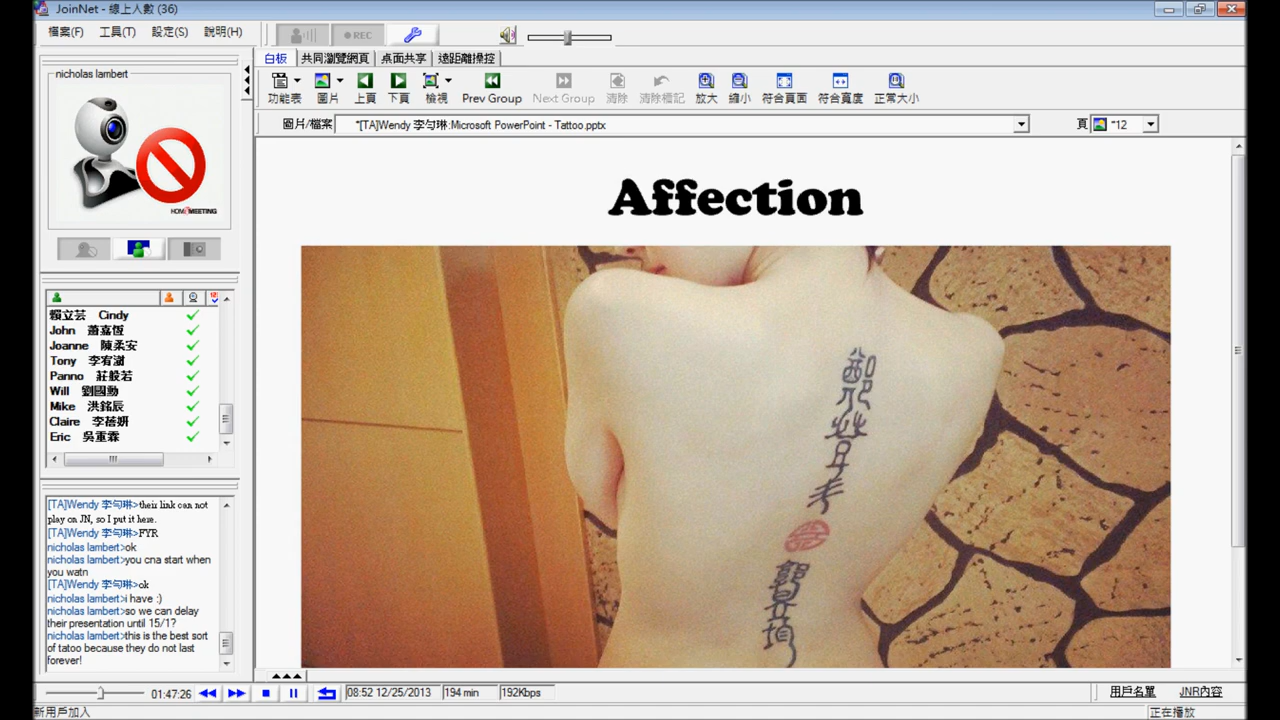 JoinNet - 線上人數 (36)
檔案(F) 工具(T) 設定(S) 說明(H)
REC
白板 共同瀏覽網頁 桌面共享 遠距離操控
nicholas lambert
功能表 圖片 上頁 下頁 檢視 Prev Group Next Group 清除 清除標記 放大 縮小 符合頁面 符合寬度 正常大小
圖片/檔案 *[TA]Wendy 李勻琳:Microsoft PowerPoint - Tattoo.pptx 頁 *12
HOMEMEETING
Affection
賴立芸 Cindy
John 蕭嘉恆
Joanne 陳柔安
Tony 李宥澂
Panno 莊般若
Will 劉國勳
Mike 洪銘辰
Claire 李蓓妍
Eric 吳重霖
[TA]Wendy 李勻琳>their link can not
play on JN, so I put it here.
[TA]Wendy 李勻琳>FYR
nicholas lambert>ok
nicholas lambert>you cna start when
you watn
[TA]Wendy 李勻琳>ok
nicholas lambert>i have :)
nicholas lambert>so we can delay
their presentation until 15/1?
nicholas lambert>this is the best sort
of tatoo because they do not last
forever!
01:47:26 08:52 12/25/2013 194 min 192Kbps 用戶名單 JNR內容
新用戶加入 正在播放